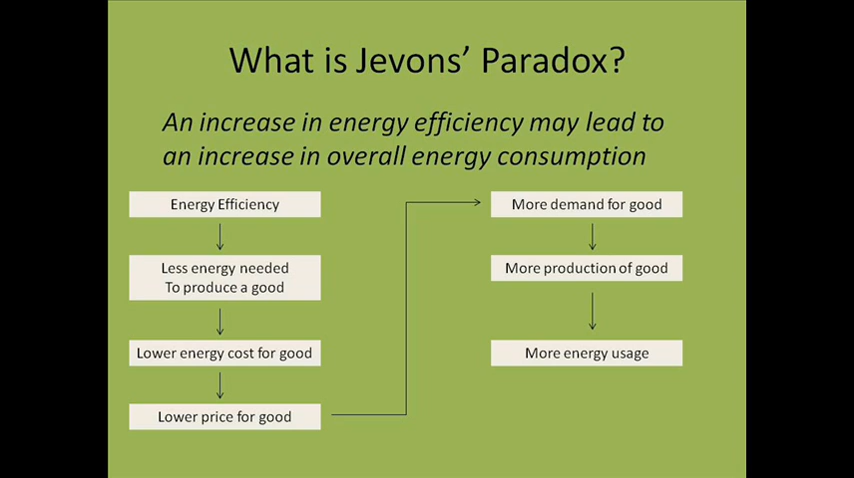 What is Jevons’ Paradox?
An increase in energy efficiency may lead to
an increase in overall energy consumption
Energy Efficiency
Less energy needed
To produce a good
Lower energy cost for good
Lower price for good
More demand for good
More production of good
More energy usage